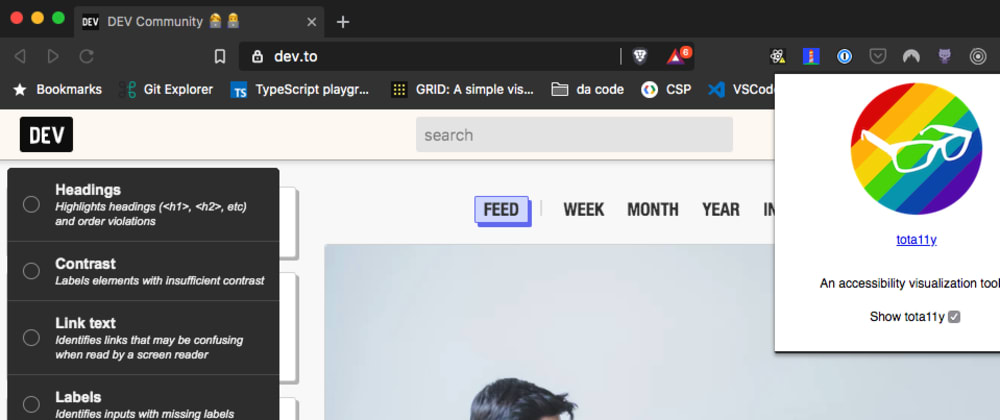 DEV DEV Community
dev.to
6
Bookmarks Git Explorer TS TypeScript playgr... GRID: A simple vis... da code CSP VSCod
DEV
search
Headings
Highlights headings (<h1>, <h2>, etc)
and order violations
Contrast
Labels elements with insufficient contrast
Link text
Identifies links that may be confusing
when read by a screen reader
Labels
Identifies inputs with missing labels
FEED WEEK MONTH YEAR IN
tota11y
An accessibility visualization tool
Show tota11y